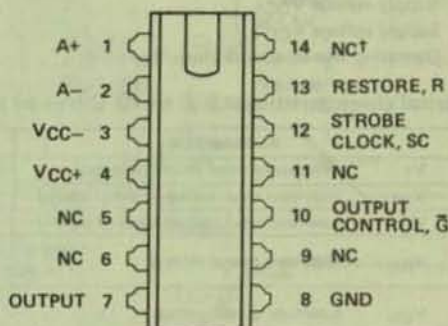 A+ 1
A− 2
VCC− 3
VCC+ 4
NC 5
NC 6
OUTPUT 7
14 NC†
13 RESTORE, R
12 STROBE
CLOCK, SC
11 NC
10 OUTPUT
CONTROL, G̅
9 NC
8 GND